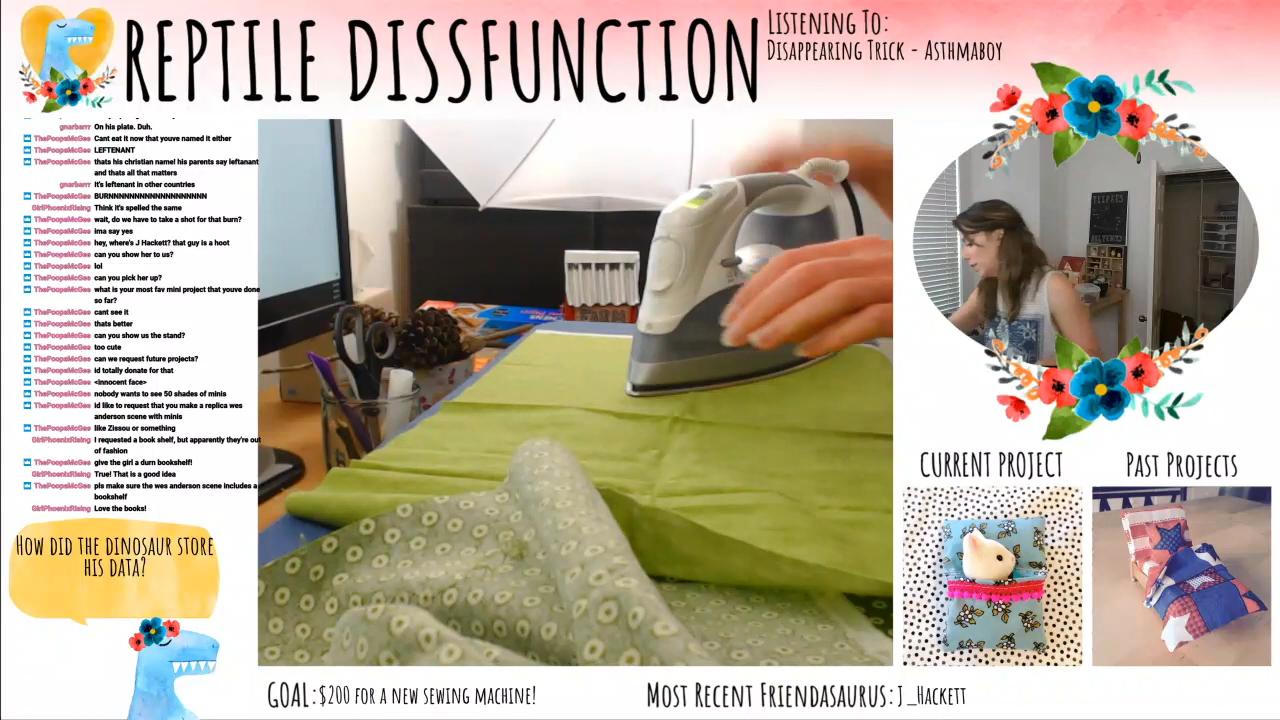 REPTILE DISSFUNCTION
LISTENING TO:
DISAPPEARING TRICK - ASTHMABOY
gnarbarrr On his plate. Duh.
ThePoopsMcGee Cant eat it now that youve named it either
ThePoopsMcGee LEFTENANT
ThePoopsMcGee thats his christian name! his parents say leftanant
and thats all that matters
gnarbarrr It's leftenant in other countries
ThePoopsMcGee BURNNNNNNNNNNNNNNNNNNN
GirlPhoenixRising Think it's spelled the same
ThePoopsMcGee wait, do we have to take a shot for that burn?
ThePoopsMcGee ima say yes
ThePoopsMcGee hey, where's J Hackett? that guy is a hoot
ThePoopsMcGee can you show her to us?
ThePoopsMcGee lol
ThePoopsMcGee can you pick her up?
ThePoopsMcGee what is your most fav mini project that youve done
so far?
ThePoopsMcGee cant see it
ThePoopsMcGee thats better
ThePoopsMcGee can you show us the stand?
ThePoopsMcGee too cute
ThePoopsMcGee can we request future projects?
ThePoopsMcGee id totally donate for that
ThePoopsMcGee <innocent face>
ThePoopsMcGee nobody wants to see 50 shades of minis
ThePoopsMcGee id like to request that you make a replica wes
anderson scene with minis
ThePoopsMcGee like Zissou or something
GirlPhoenixRising I requested a book shelf, but apparently they're out
of fashion
ThePoopsMcGee give the girl a durn bookshelf!
GirlPhoenixRising True! That is a good idea
ThePoopsMcGee pls make sure the wes anderson scene includes a
bookshelf
GirlPhoenixRising Love the books!
HOW DID THE DINOSAUR STORE
HIS DATA?
CURRENT PROJECT
PAST PROJECTS
GOAL: $200 FOR A NEW SEWING MACHINE!
MOST RECENT FRIENDASAURUS: J_HACKETT